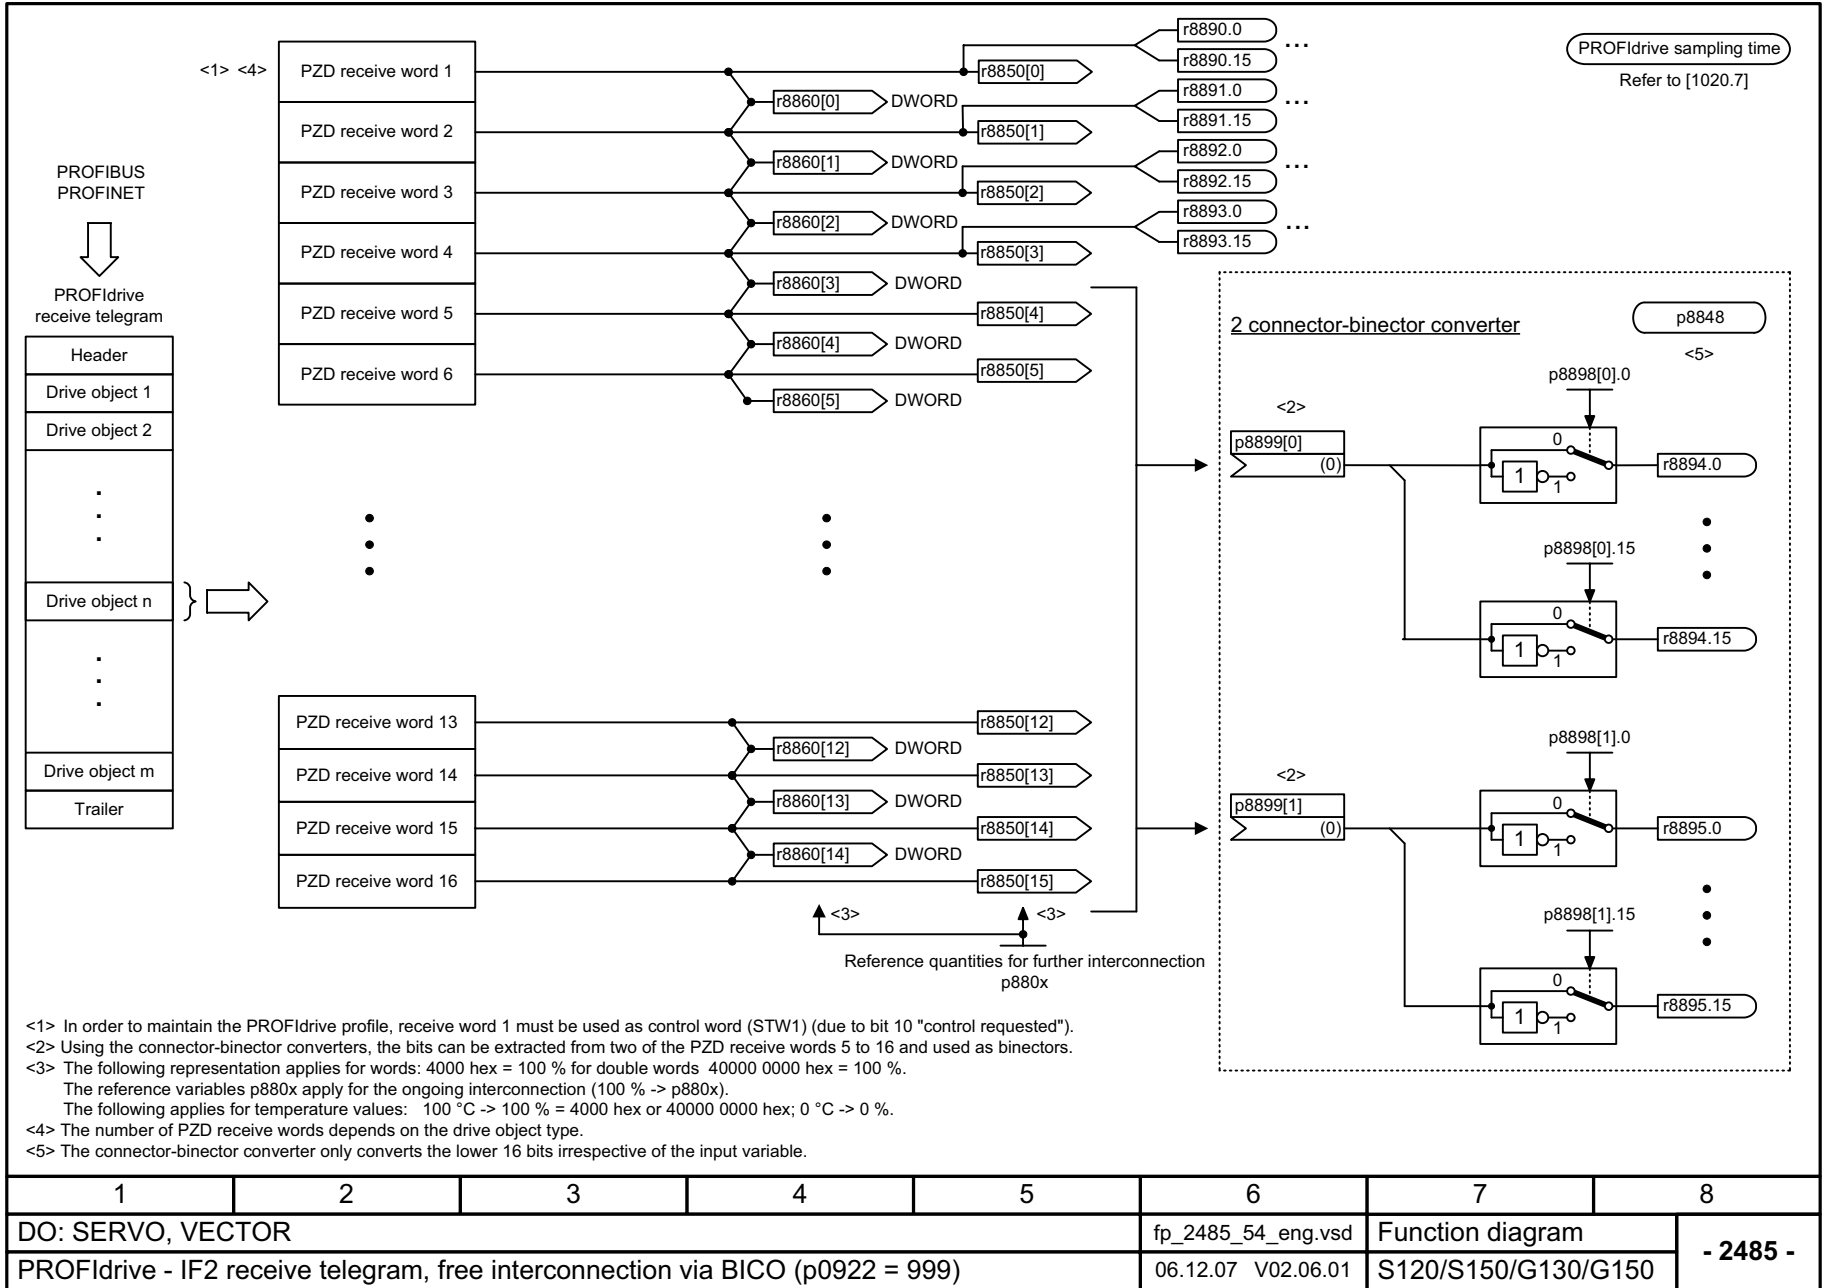 <1> <4>
PZD receive word 1
PZD receive word 2
PZD receive word 3
PZD receive word 4
PZD receive word 5
PZD receive word 6
r8860[0] DWORD
r8860[1] DWORD
r8860[2] DWORD
r8860[3] DWORD
r8860[4] DWORD
r8860[5] DWORD
r8850[0]
r8850[1]
r8850[2]
r8850[3]
r8850[4]
r8850[5]
r8890.0
...
r8890.15
r8891.0
...
r8891.15
r8892.0
...
r8892.15
r8893.0
...
r8893.15
PROFIdrive sampling time
Refer to [1020.7]
PROFIBUS
PROFINET
PROFIdrive
receive telegram
Header
Drive object 1
Drive object 2
Drive object n
}
Drive object m
Trailer
PZD receive word 13
PZD receive word 14
PZD receive word 15
PZD receive word 16
r8860[12] DWORD
r8860[13] DWORD
r8860[14] DWORD
r8850[12]
r8850[13]
r8850[14]
r8850[15]
<3>
<3>
Reference quantities for further interconnection
p880x
2 connector-binector converter
p8848
<5>
<2>
p8899[0]
(0)
p8898[0].0
0
1
1
r8894.0
p8898[0].15
0
1
1
r8894.15
<2>
p8899[1]
(0)
p8898[1].0
0
1
1
r8895.0
p8898[1].15
0
1
1
r8895.15
<1> In order to maintain the PROFIdrive profile, receive word 1 must be used as control word (STW1) (due to bit 10 "control requested").
<2> Using the connector-binector converters, the bits can be extracted from two of the PZD receive words 5 to 16 and used as binectors.
<3> The following representation applies for words: 4000 hex = 100 % for double words 40000 0000 hex = 100 %.
The reference variables p880x apply for the ongoing interconnection (100 % -> p880x).
The following applies for temperature values: 100 °C -> 100 % = 4000 hex or 40000 0000 hex; 0 °C -> 0 %.
<4> The number of PZD receive words depends on the drive object type.
<5> The connector-binector converter only converts the lower 16 bits irrespective of the input variable.
1 2 3 4 5 6 7 8
DO: SERVO, VECTOR
fp_2485_54_eng.vsd
Function diagram
- 2485 -
PROFIdrive - IF2 receive telegram, free interconnection via BICO (p0922 = 999)
06.12.07 V02.06.01
S120/S150/G130/G150